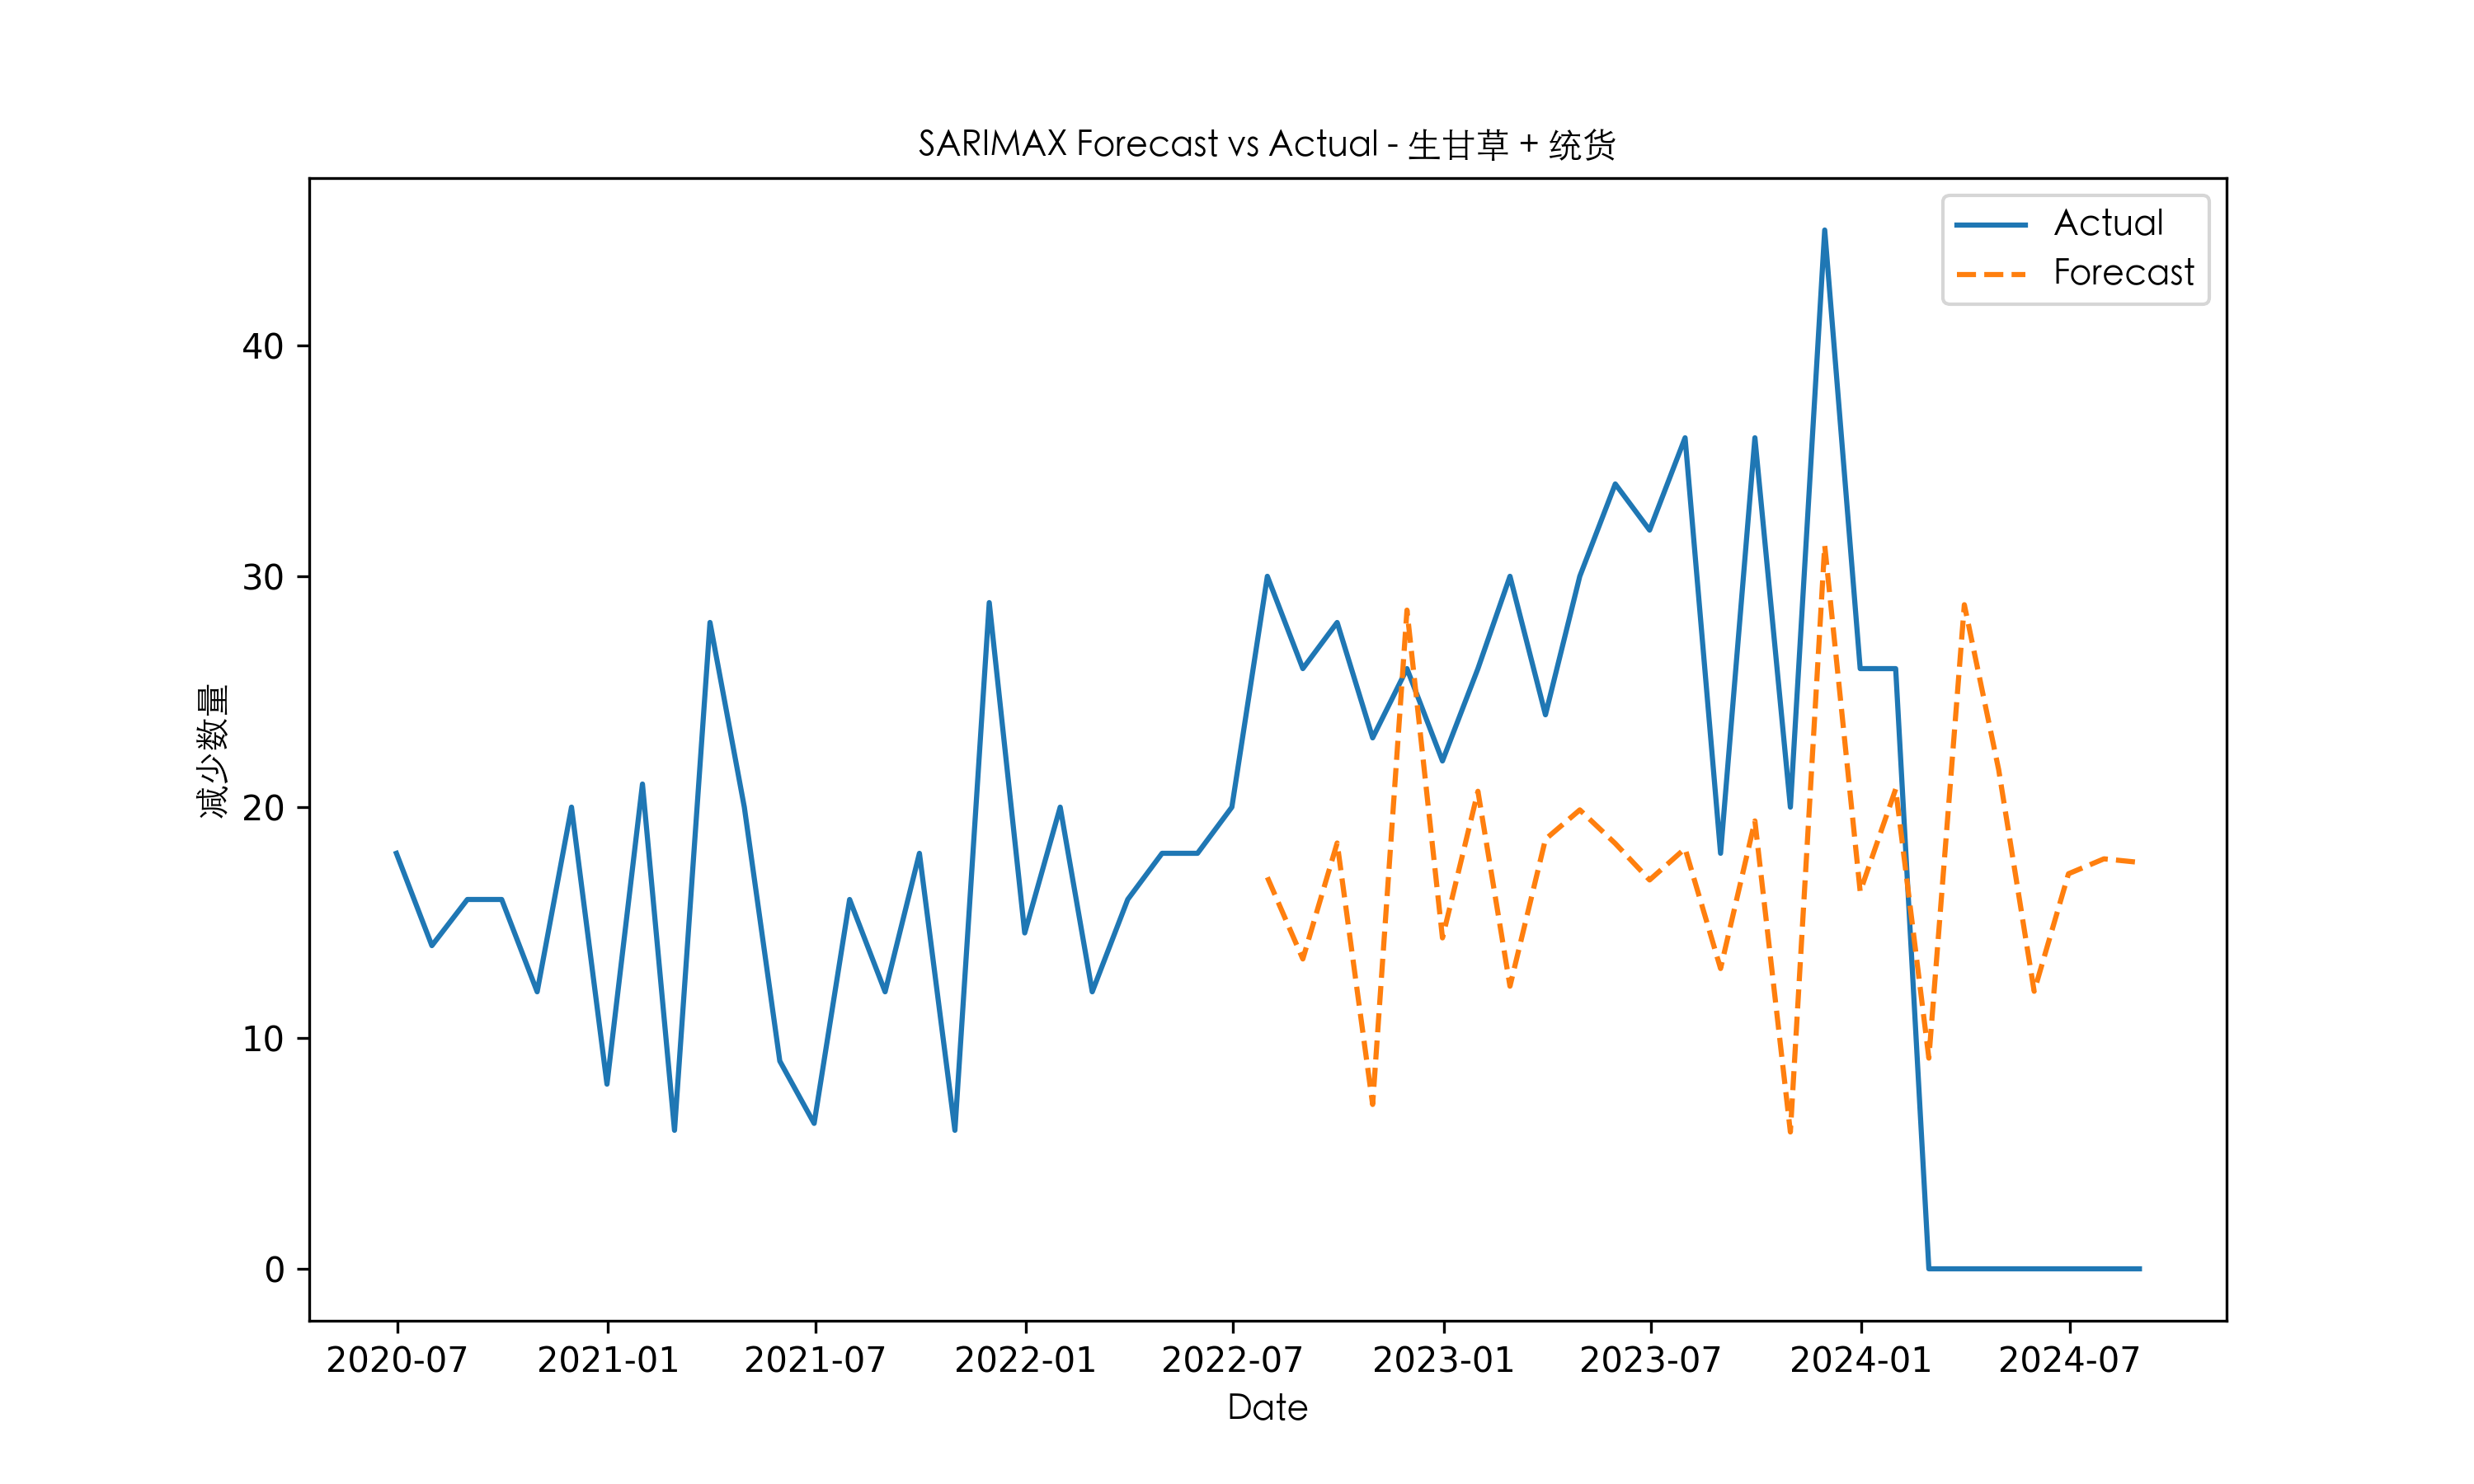 SARIMAX Forecast vs Actual - 生甘草 + 统货
Actual
Forecast
减少数量
40
30
20
10
0
2020-07 2021-01 2021-07 2022-01 2022-07 2023-01 2023-07 2024-01 2024-07
Date